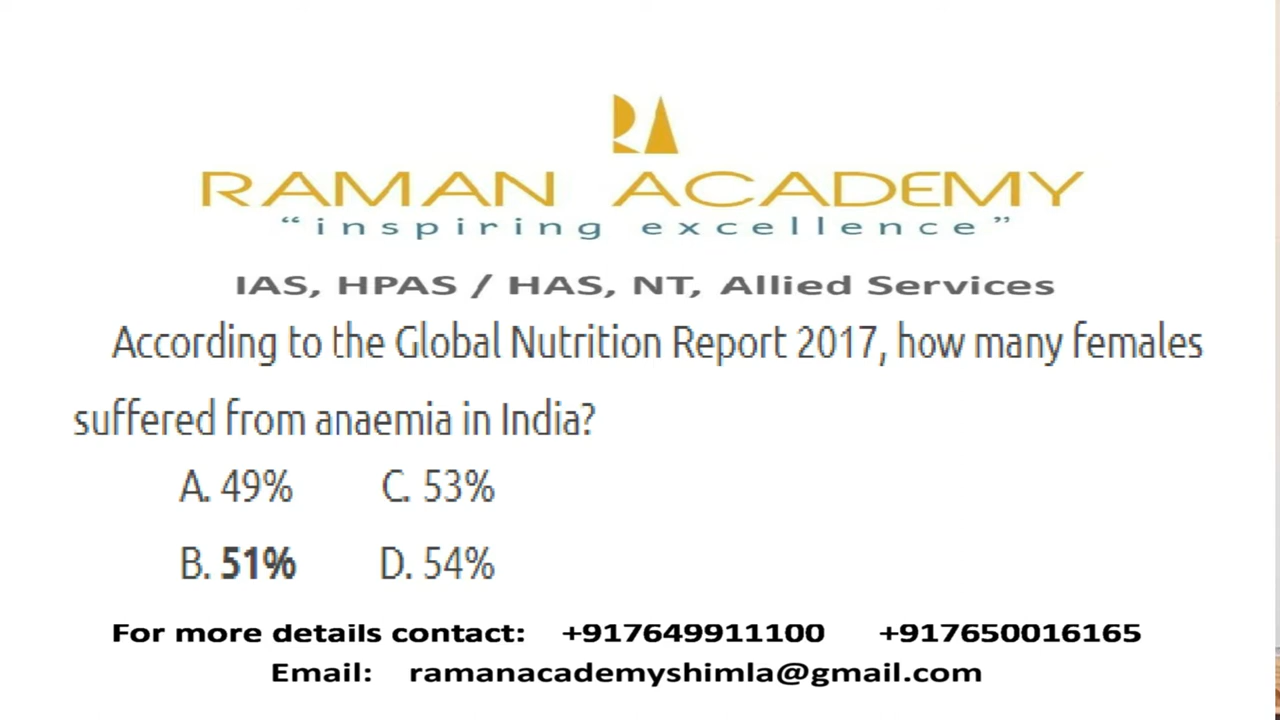 RA
RAMAN ACADEMY
“inspiring excellence”
IAS, HPAS / HAS, NT, Allied Services
According to the Global Nutrition Report 2017, how many females
suffered from anaemia in India?
A. 49% C. 53%
B. 51% D. 54%
For more details contact: +917649911100 +917650016165
Email: ramanacademyshimla@gmail.com